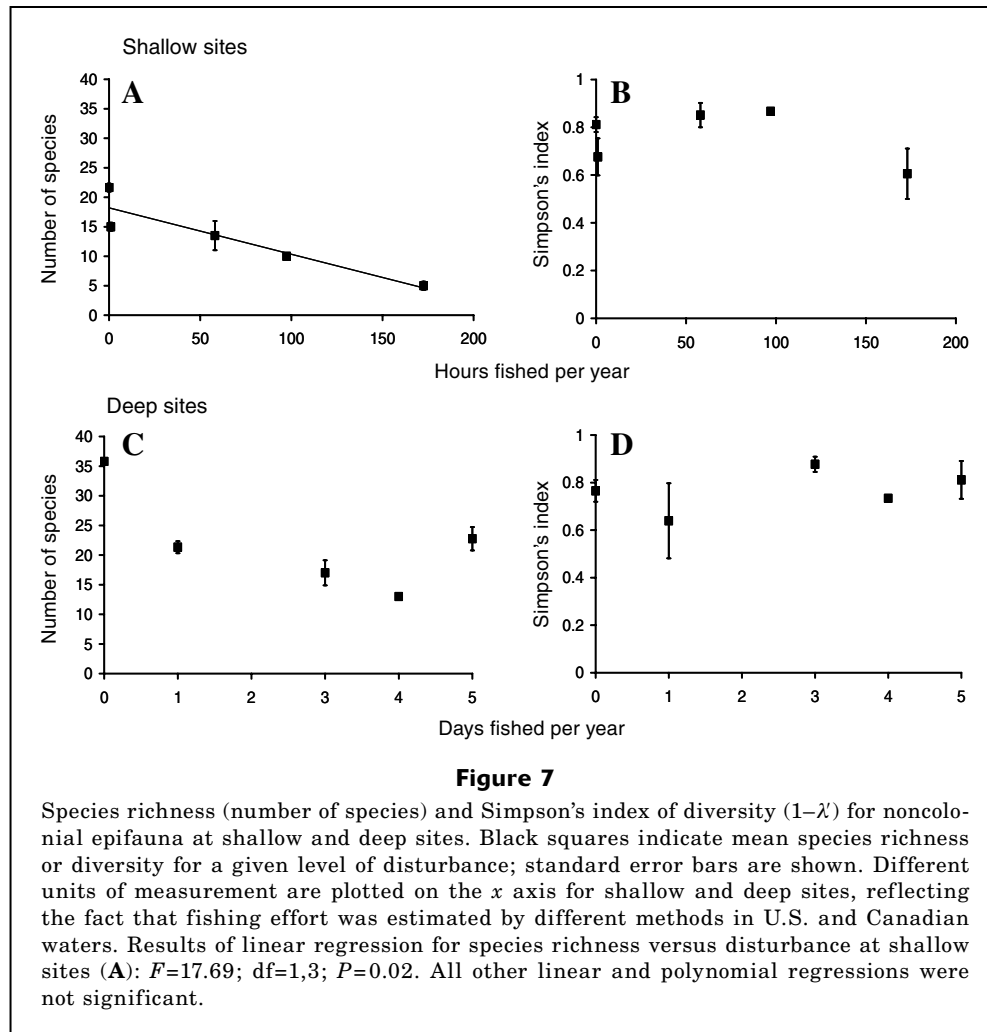 Shallow sites
A
40
35
30
25
20
15
10
5
0
Number of species
0 50 100 150 200
B
1
0.8
0.6
0.4
0.2
0
Simpson's index
0 50 100 150 200
Hours fished per year
Deep sites
C
40
35
30
25
20
15
10
5
0
Number of species
0 1 2 3 4 5
D
1
0.8
0.6
0.4
0.2
0
Simpson's index
0 1 2 3 4 5
Days fished per year
Figure 7
Species richness (number of species) and Simpson's index of diversity (1–λ′) for noncolo-
nial epifauna at shallow and deep sites. Black squares indicate mean species richness
or diversity for a given level of disturbance; standard error bars are shown. Different
units of measurement are plotted on the x axis for shallow and deep sites, reflecting
the fact that fishing effort was estimated by different methods in U.S. and Canadian
waters. Results of linear regression for species richness versus disturbance at shallow
sites (A): F=17.69; df=1,3; P=0.02. All other linear and polynomial regressions were
not significant.